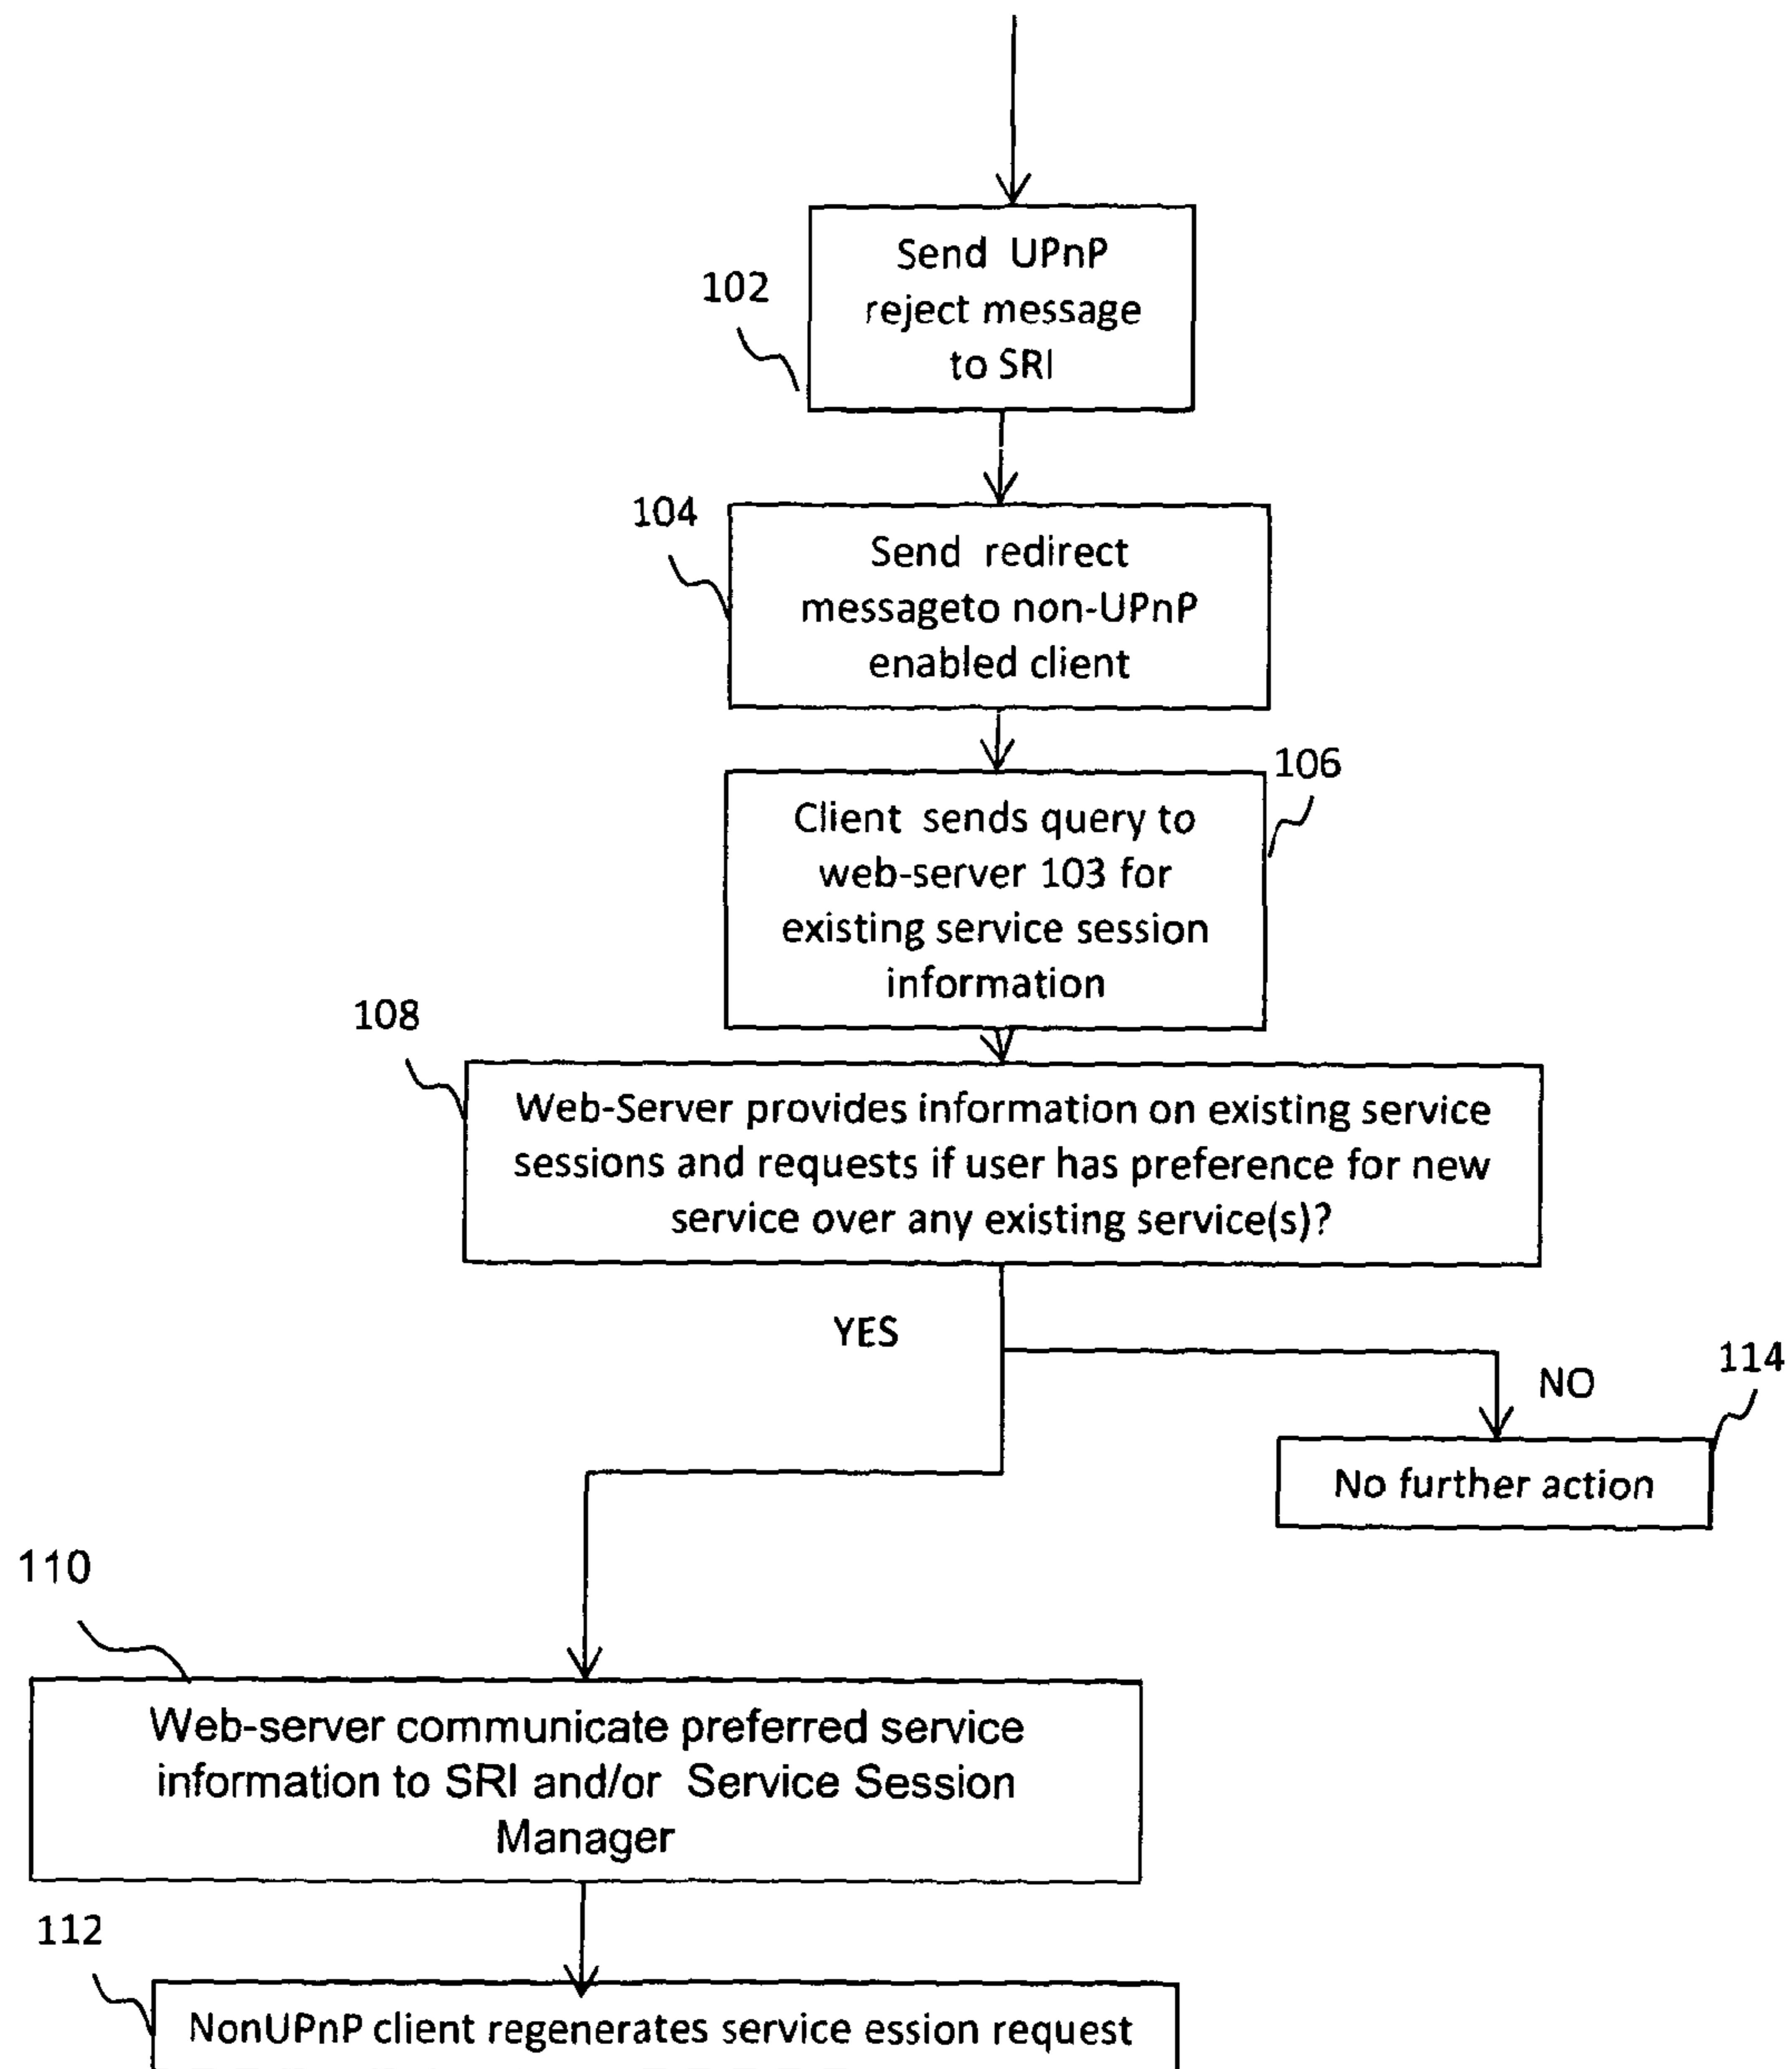 102
Send UPnP
reject message
to SRI
104
Send redirect
messageto non-UPnP
enabled client
106
Client sends query to
web-server 103 for
existing service session
information
108
Web-Server provides information on existing service
sessions and requests if user has preference for new
service over any existing service(s)?
YES
NO
114
No further action
110
Web-server communicate preferred service
information to SRI and/or Service Session
Manager
112
NonUPnP client regenerates service ession request